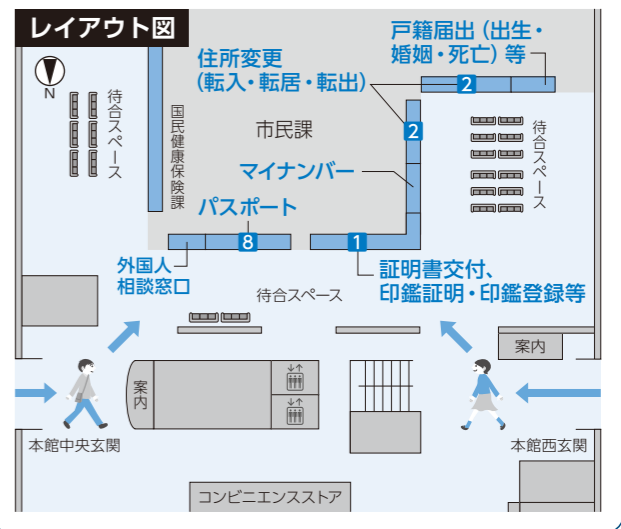 レイアウト図
N
待合スペース
国民健康保険課
住所変更
(転入・転居・転出)
戸籍届出(出生・
婚姻・死亡)等
2
2
市民課
マイナンバー
待合スペース
パスポート
8
1
外国人
相談窓口
証明書交付、
印鑑証明・印鑑登録等
待合スペース
案内
案内
本館中央玄関
本館西玄関
コンビニエンスストア